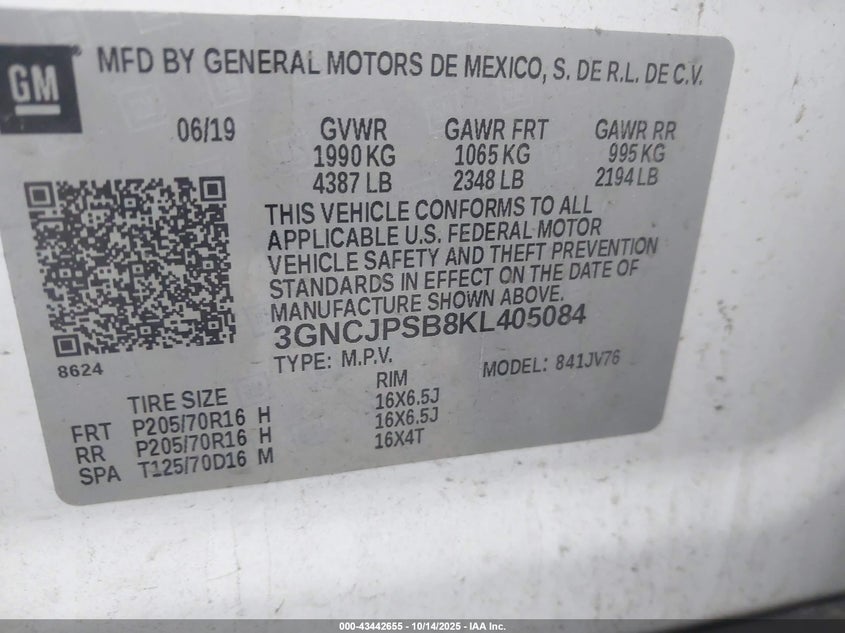 GM ® MFD BY GENERAL MOTORS DE MEXICO, S. DE R.L. DE C.V.
06/19 GVWR GAWR FRT GAWR RR
1990 KG 1065 KG 995 KG
4387 LB 2348 LB 2194 LB
THIS VEHICLE CONFORMS TO ALL
APPLICABLE U.S. FEDERAL MOTOR
VEHICLE SAFETY AND THEFT PREVENTION
STANDARDS IN EFFECT ON THE DATE OF
MANUFACTURE SHOWN ABOVE.
3GNCJPSB8KL405084
8624 TYPE: M.P.V. MODEL: 841JV76
TIRE SIZE RIM
FRT P205/70R16 H 16X6.5J
RR P205/70R16 H 16X6.5J
SPA T125/70D16 M 16X4T
000-43442655 - 10/14/2025 - IAA Inc.